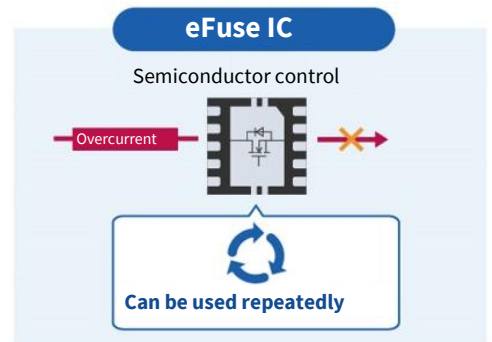 eFuse IC
Semiconductor control
Overcurrent
Can be used repeatedly